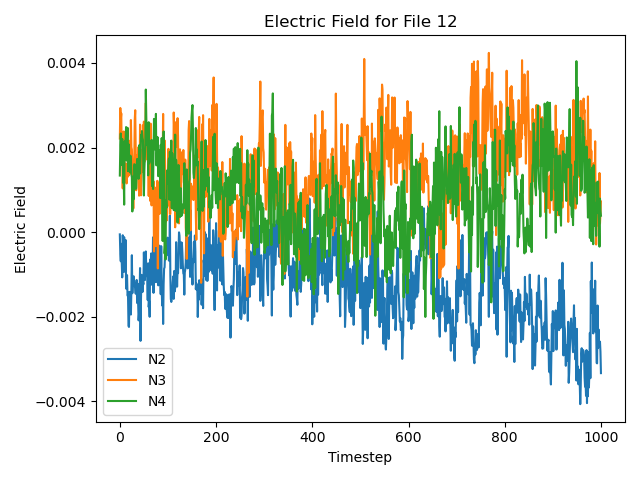 Electric Field for File 12
Electric Field
0.004
0.002
0.000
−0.002
−0.004
N2
N3
N4
0 200 400 600 800 1000
Timestep